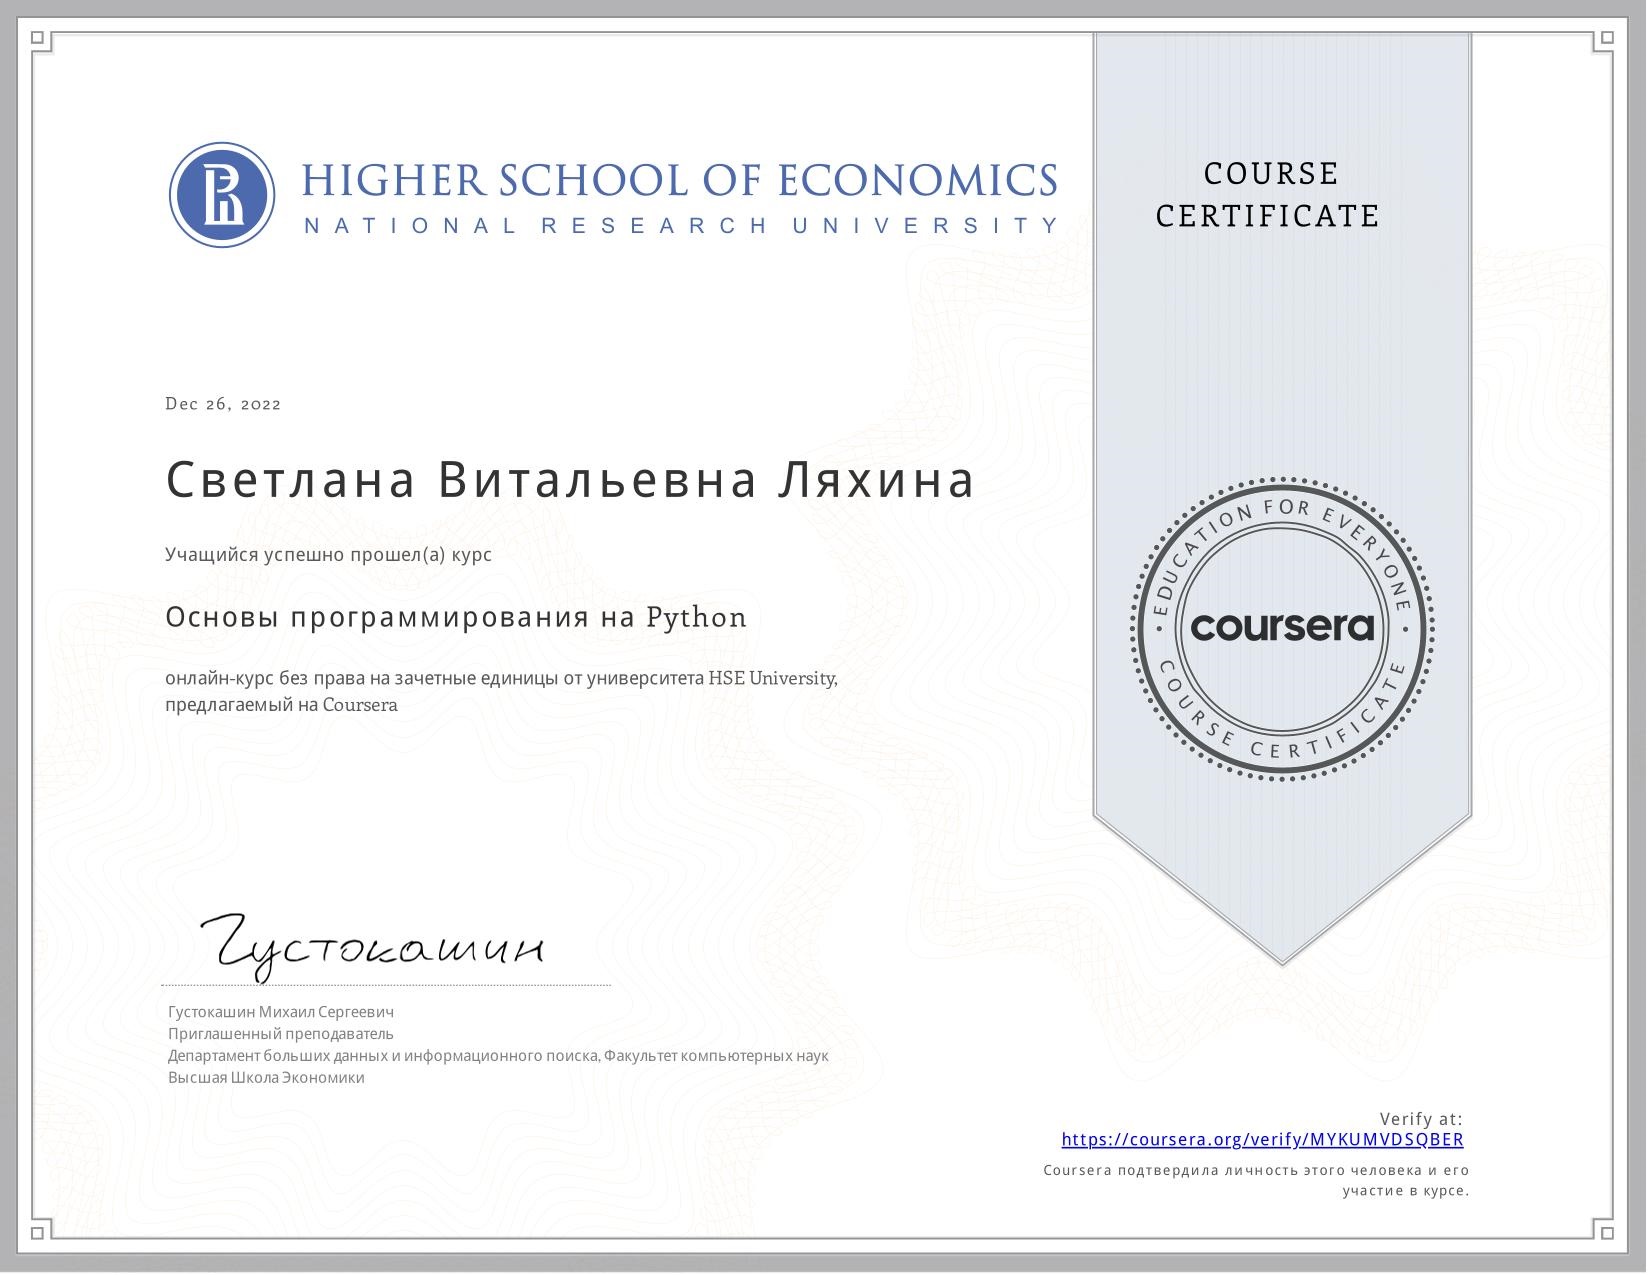 HIGHER SCHOOL OF ECONOMICS
NATIONAL RESEARCH UNIVERSITY
COURSE
CERTIFICATE
Dec 26, 2022
Светлана Витальевна Ляхина
Учащийся успешно прошел(а) курс
Основы программирования на Python
онлайн-курс без права на зачетные единицы от университета HSE University,
предлагаемый на Coursera
EDUCATION FOR EVERYONE
coursera
COURSE CERTIFICATE
Густокашин
Густокашин Михаил Сергеевич
Приглашенный преподаватель
Департамент больших данных и информационного поиска, Факультет компьютерных наук
Высшая Школа Экономики
Verify at:
https://coursera.org/verify/MYKUMVDSQBER
Coursera подтвердила личность этого человека и его
участие в курсе.